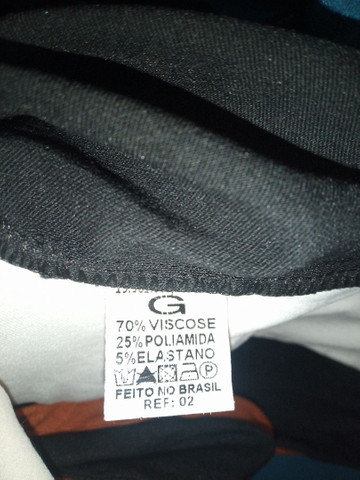 G
70% VISCOSE
25% POLIAMIDA
5% ELASTANO
P
FEITO NO BRASIL
REF: 02